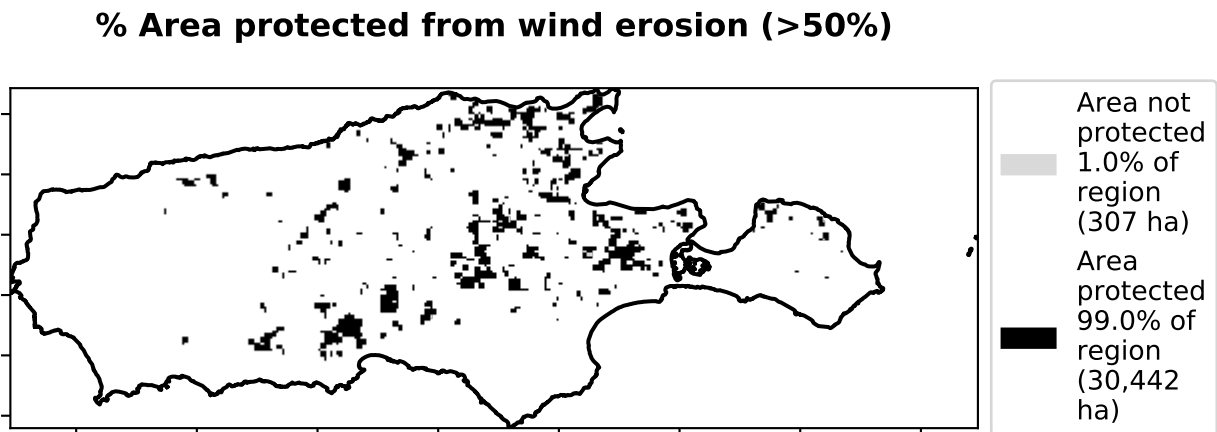 % Area protected from wind erosion (>50%)
Area not
protected
1.0% of
region
(307 ha)
Area
protected
99.0% of
region
(30,442
ha)